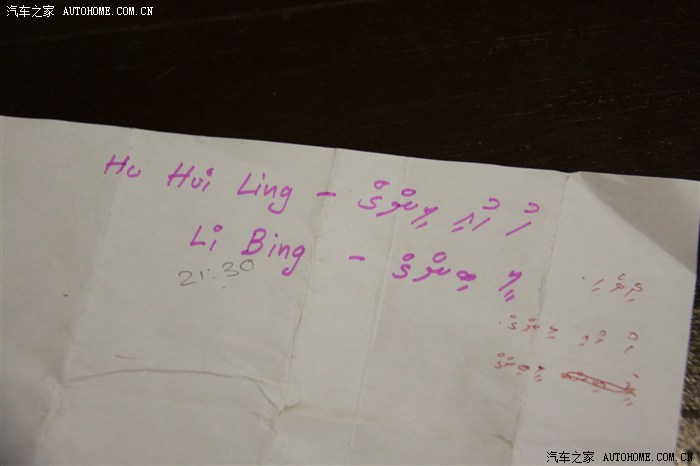 汽车之家 AUTOHOME.COM.CN
Hu Hui Ling - ހު ހުއި ލިންގް
Li Bing - ލީ ބިންގް
21:30
ހު ހުއި ލިންގް
汽车之家 AUTOHOME.COM.CN